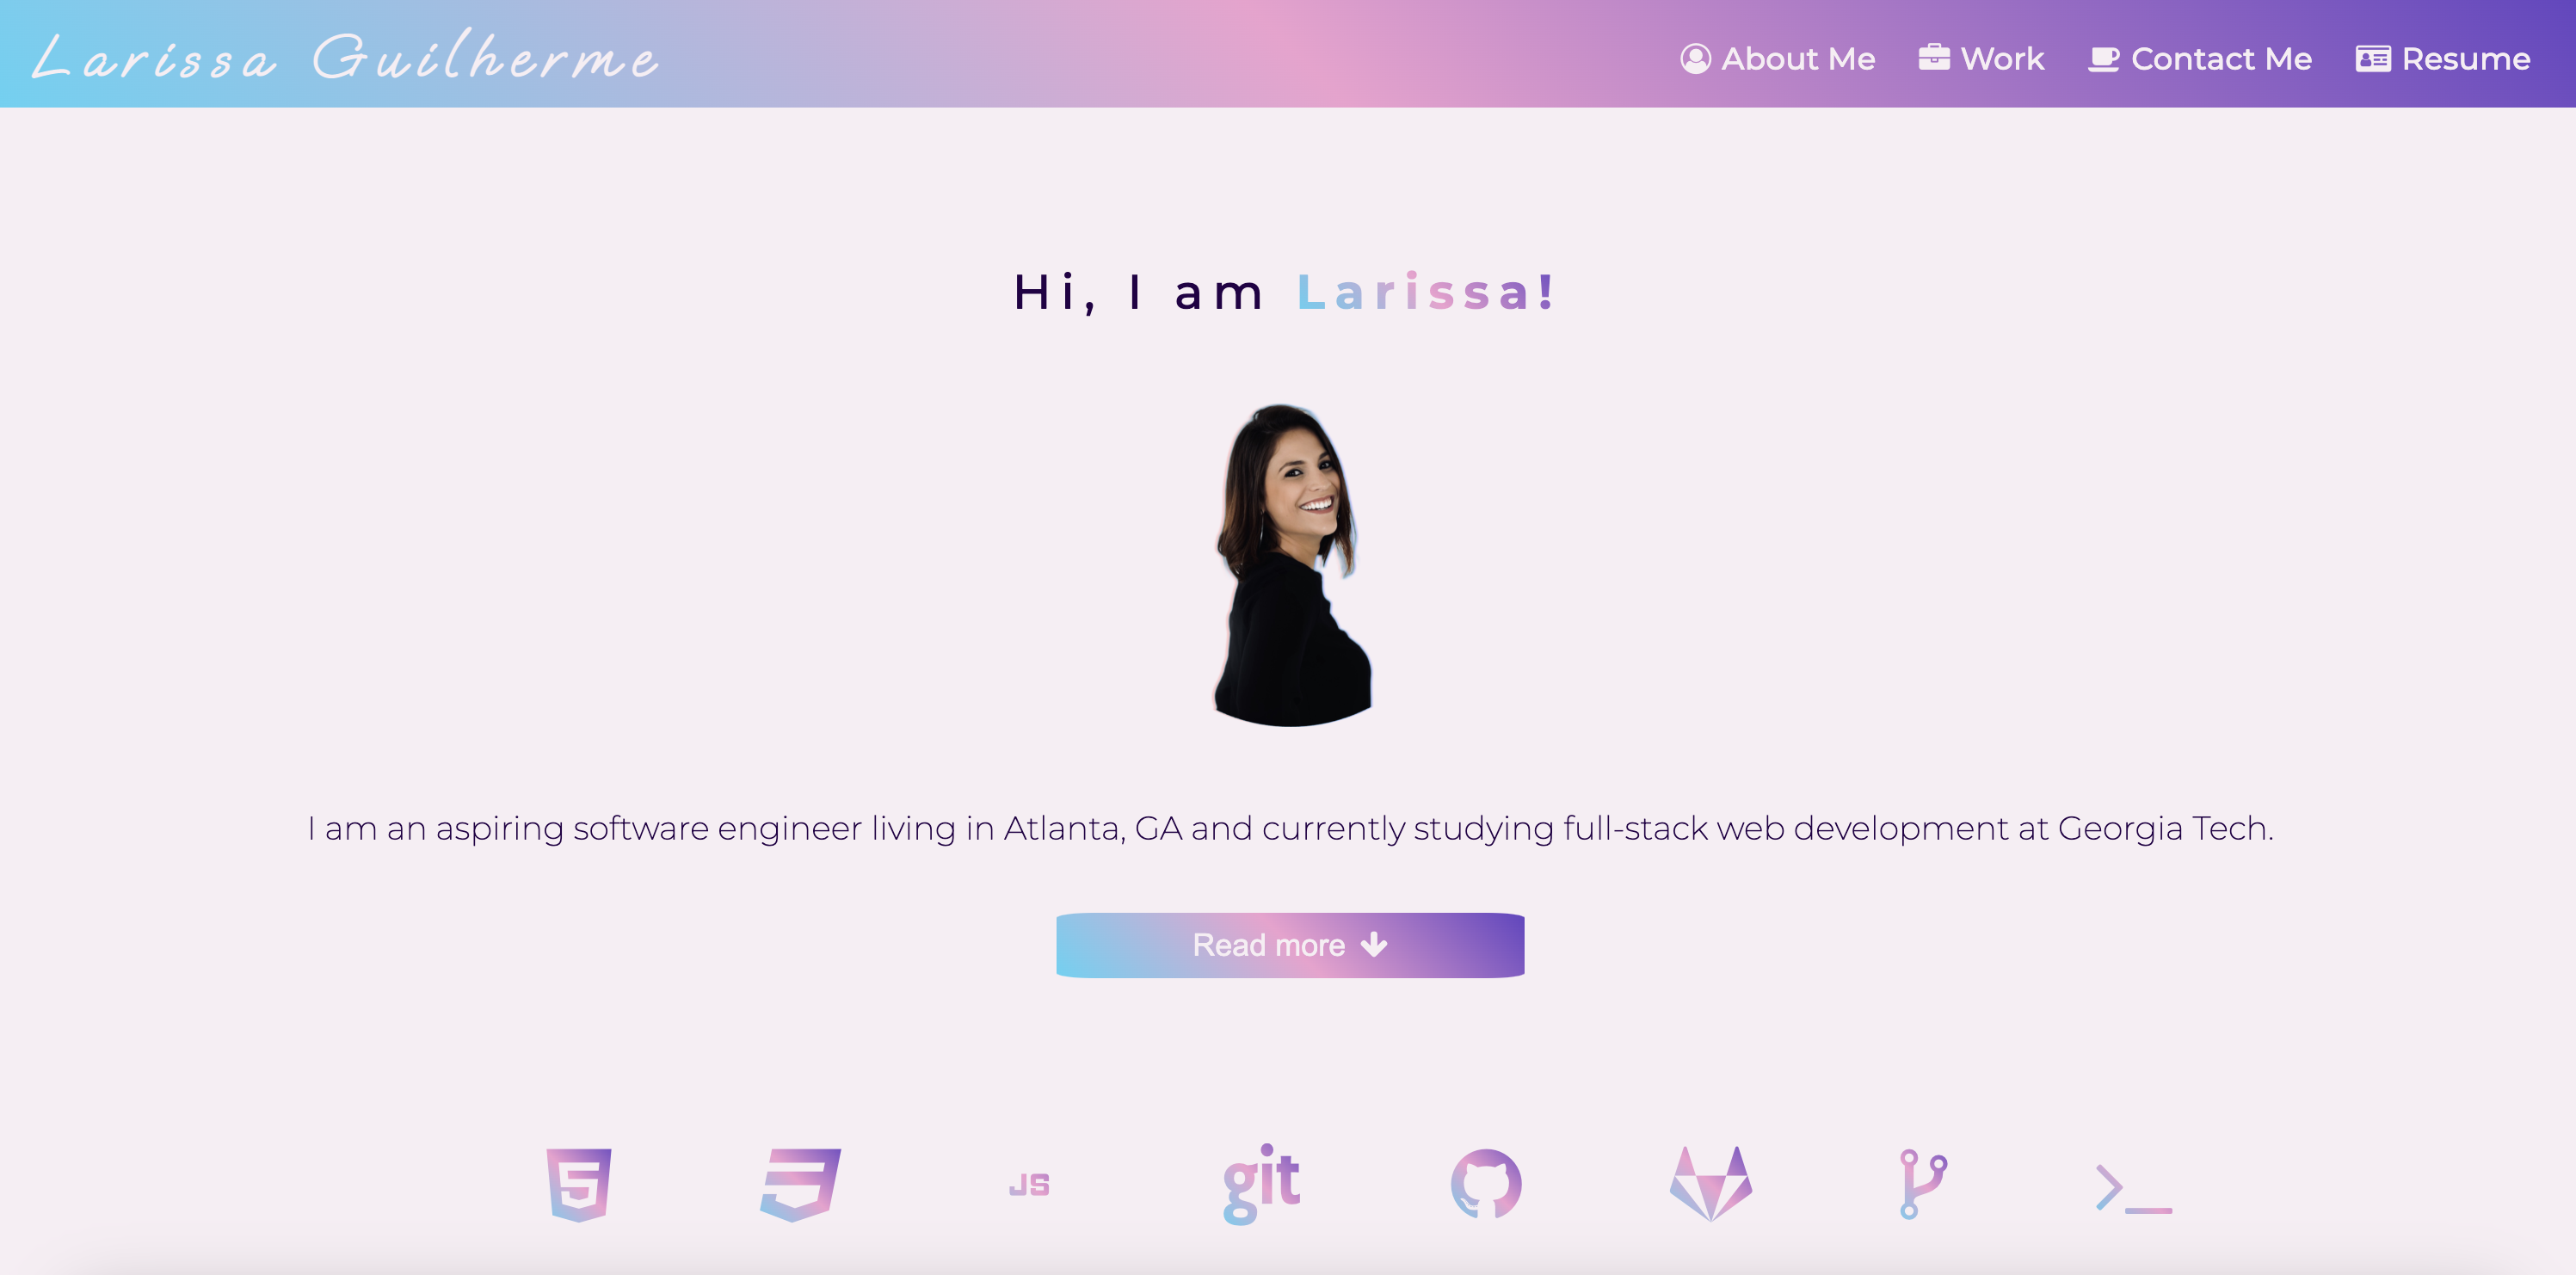 Larissa Guilherme
About Me Work Contact Me Resume
Hi, I am Larissa!
I am an aspiring software engineer living in Atlanta, GA and currently studying full-stack web development at Georgia Tech.
Read more
5 JS git